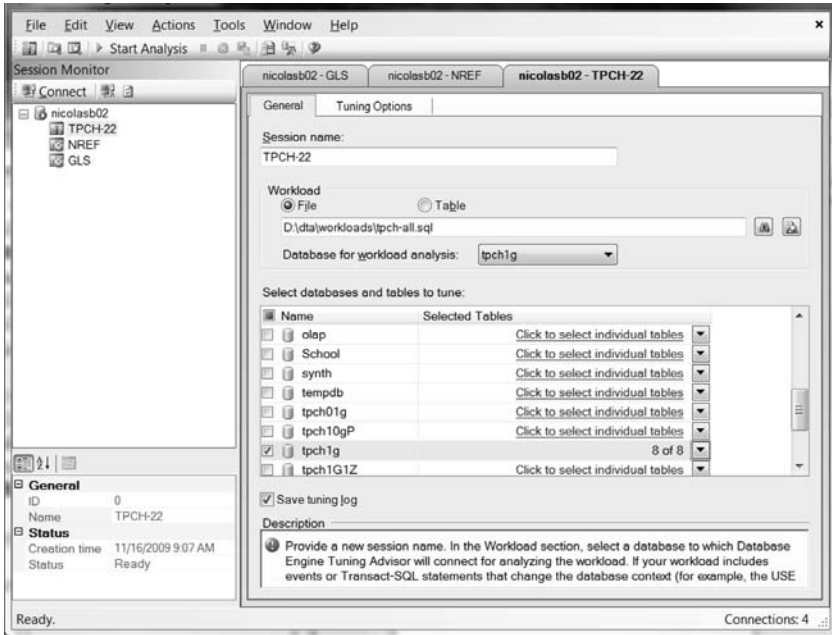 File Edit View Actions Tools Window Help
Start Analysis
Session Monitor
Connect
nicolasb02
TPCH-22
NREF
GLS
General
ID 0
Name TPCH-22
Status
Creation time 11/16/2009 9:07 AM
Status Ready
nicolasb02 - GLS nicolasb02 - NREF nicolasb02 - TPCH-22
General Tuning Options
Session name:
TPCH-22
Workload
File Table
D:\dta\workloads\tpch-all.sql
Database for workload analysis: tpch1g
Select databases and tables to tune:
Name Selected Tables
olap Click to select individual tables
School Click to select individual tables
synth Click to select individual tables
tempdb Click to select individual tables
tpch01g Click to select individual tables
tpch10gP Click to select individual tables
tpch1g 8 of 8
tpch1G1Z Click to select individual tables
Save tuning log
Description
Provide a new session name. In the Workload section, select a database to which Database
Engine Tuning Advisor will connect for analyzing the workload. If your workload includes
events or Transact-SQL statements that change the database context (for example, the USE
Ready. Connections: 4